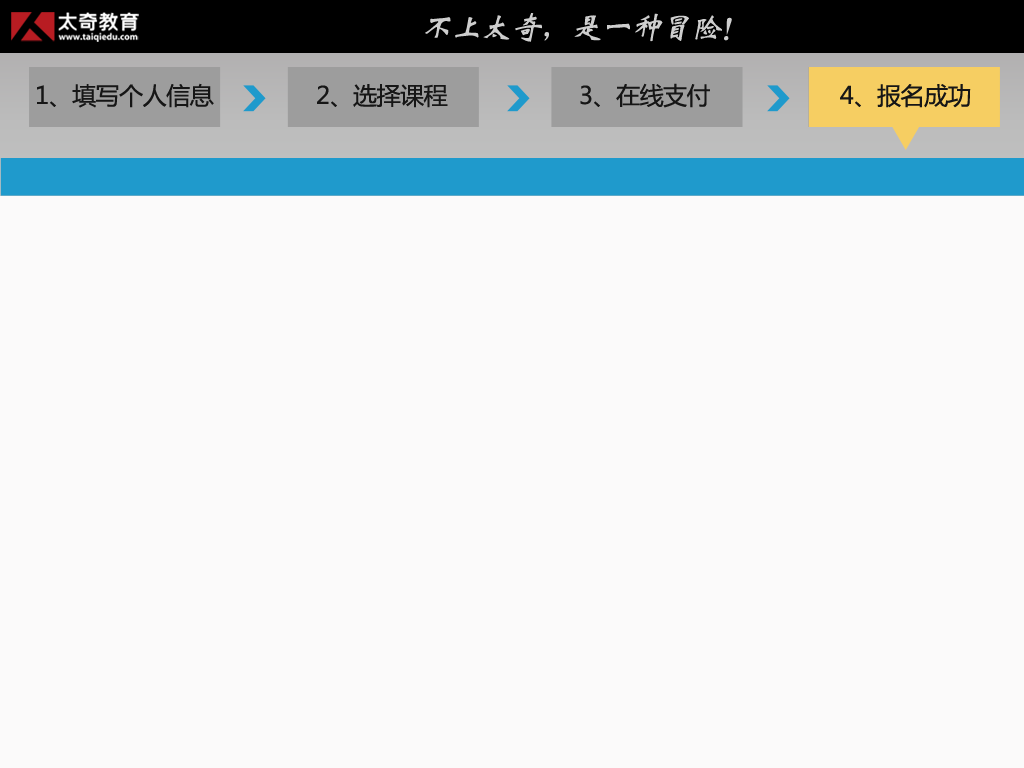 太奇教育
www.taiqiedu.com
不上太奇，是一种冒险！
1、填写个人信息
2、选择课程
3、在线支付
4、报名成功